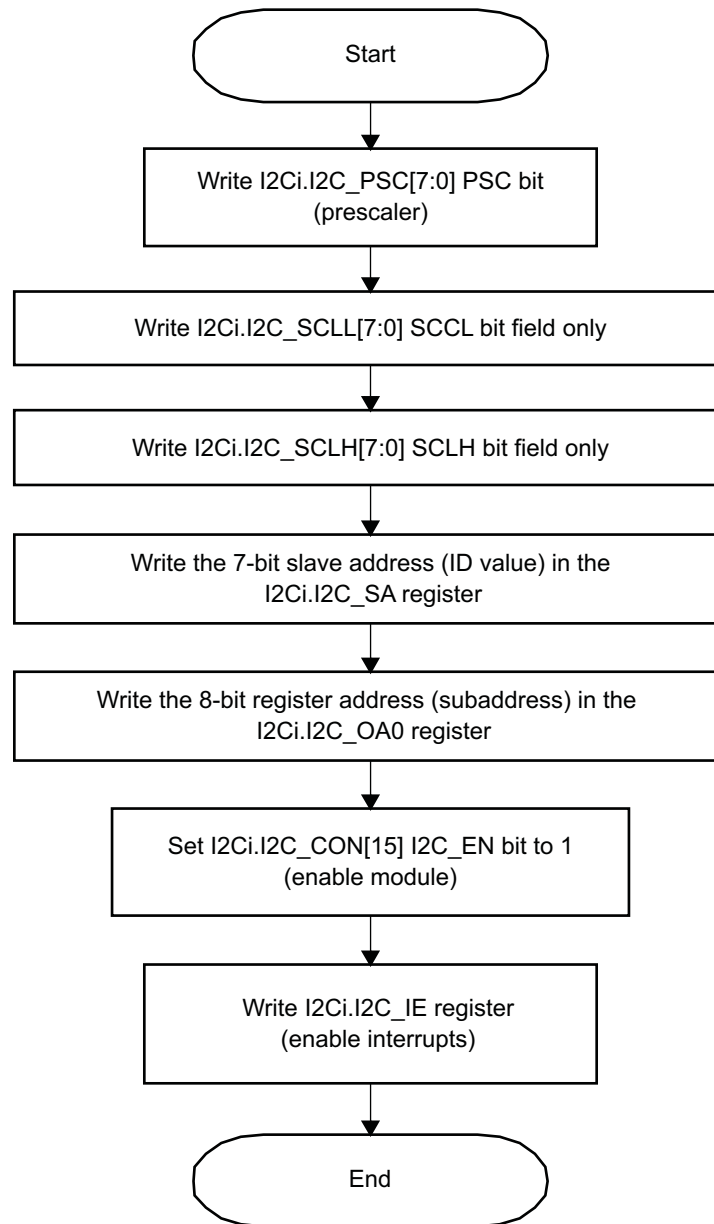 Start
Write I2Ci.I2C_PSC[7:0] PSC bit
(prescaler)
Write I2Ci.I2C_SCLL[7:0] SCCL bit field only
Write I2Ci.I2C_SCLH[7:0] SCLH bit field only
Write the 7-bit slave address (ID value) in the
I2Ci.I2C_SA register
Write the 8-bit register address (subaddress) in the
I2Ci.I2C_OA0 register
Set I2Ci.I2C_CON[15] I2C_EN bit to 1
(enable module)
Write I2Ci.I2C_IE register
(enable interrupts)
End